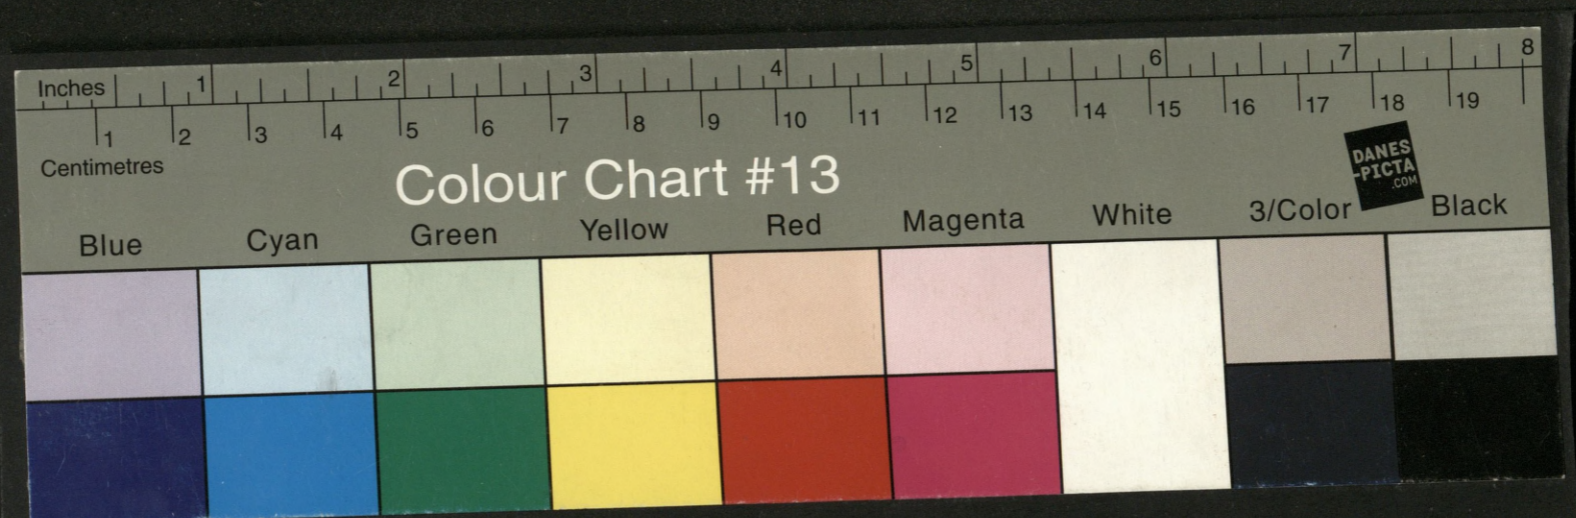 Inches 1 2 3 4 5 6 7 8
1 2 3 4 5 6 7 8 9 10 11 12 13 14 15 16 17 18 19
Centimetres
Colour Chart #13
DANES
-PICTA
.COM
Blue Cyan Green Yellow Red Magenta White 3/Color Black